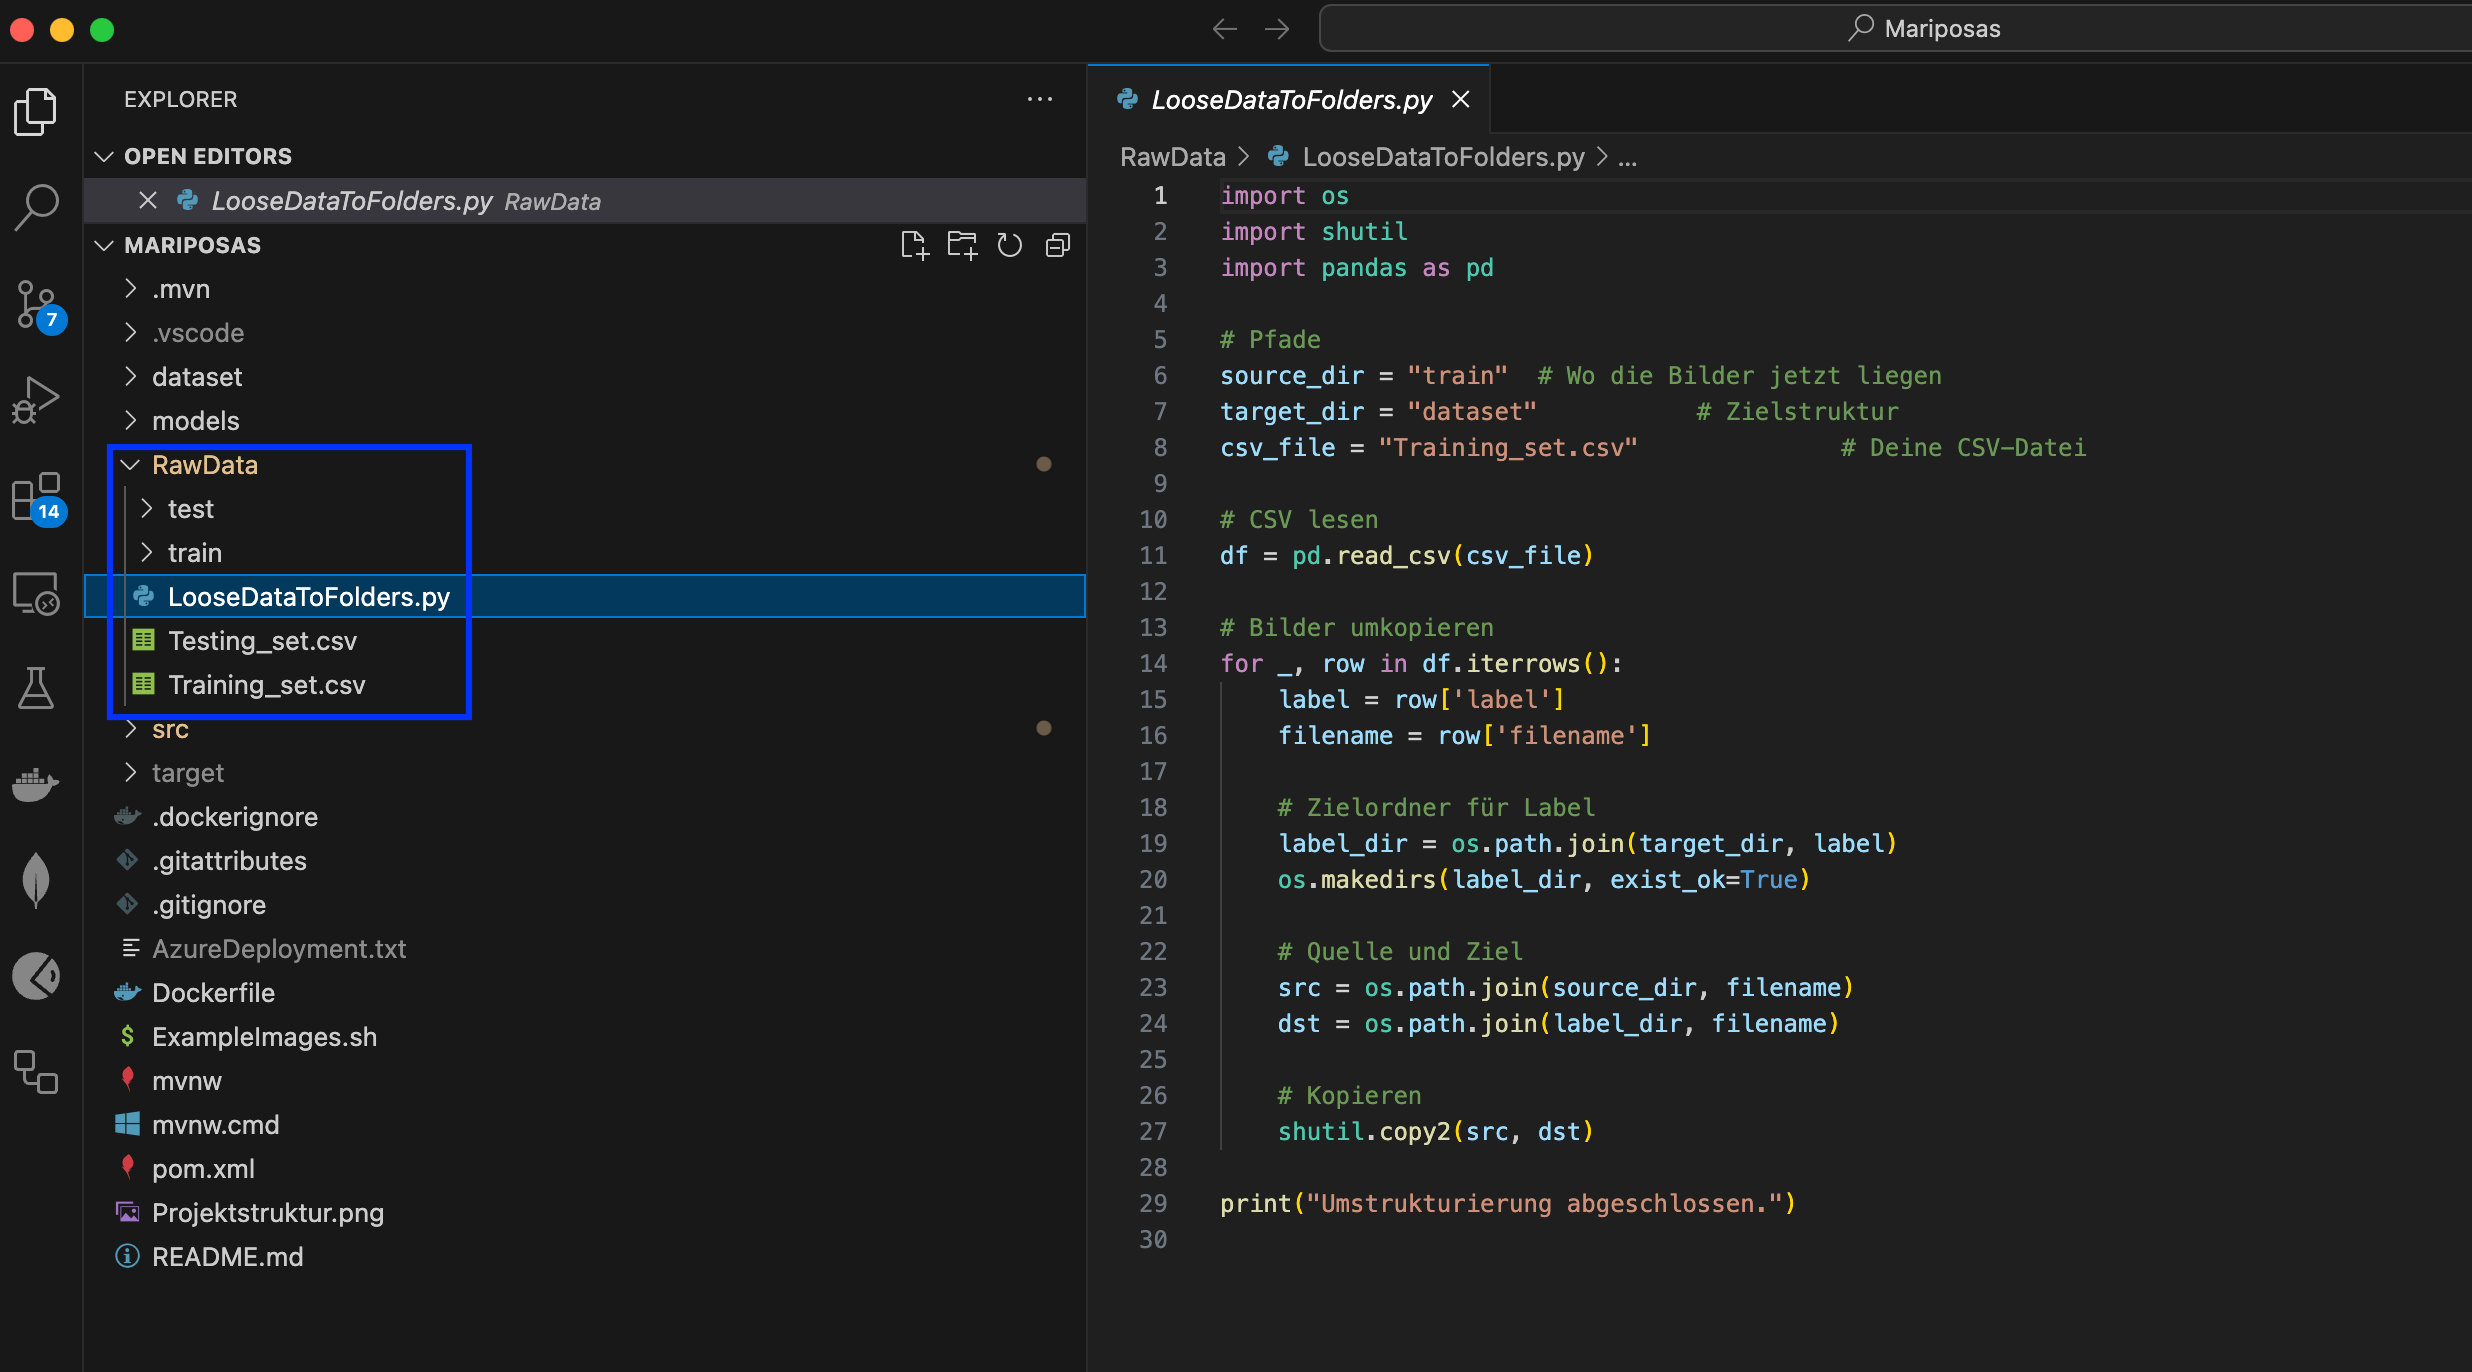 Mariposas
EXPLORER
OPEN EDITORS
LooseDataToFolders.py RawData
MARIPOSAS
.mvn
.vscode
dataset
models
RawData
test
train
LooseDataToFolders.py
Testing_set.csv
Training_set.csv
src
target
.dockerignore
.gitattributes
.gitignore
AzureDeployment.txt
Dockerfile
ExampleImages.sh
mvnw
mvnw.cmd
pom.xml
Projektstruktur.png
README.md
7
14
LooseDataToFolders.py
RawData > LooseDataToFolders.py > ...
1 import os
2 import shutil
3 import pandas as pd
4
5 # Pfade
6 source_dir = "train"  # Wo die Bilder jetzt liegen
7 target_dir = "dataset"           # Zielstruktur
8 csv_file = "Training_set.csv"              # Deine CSV-Datei
9
10 # CSV lesen
11 df = pd.read_csv(csv_file)
12
13 # Bilder umkopieren
14 for _, row in df.iterrows():
15     label = row['label']
16     filename = row['filename']
17
18     # Zielordner für Label
19     label_dir = os.path.join(target_dir, label)
20     os.makedirs(label_dir, exist_ok=True)
21
22     # Quelle und Ziel
23     src = os.path.join(source_dir, filename)
24     dst = os.path.join(label_dir, filename)
25
26     # Kopieren
27     shutil.copy2(src, dst)
28
29 print("Umstrukturierung abgeschlossen.")
30